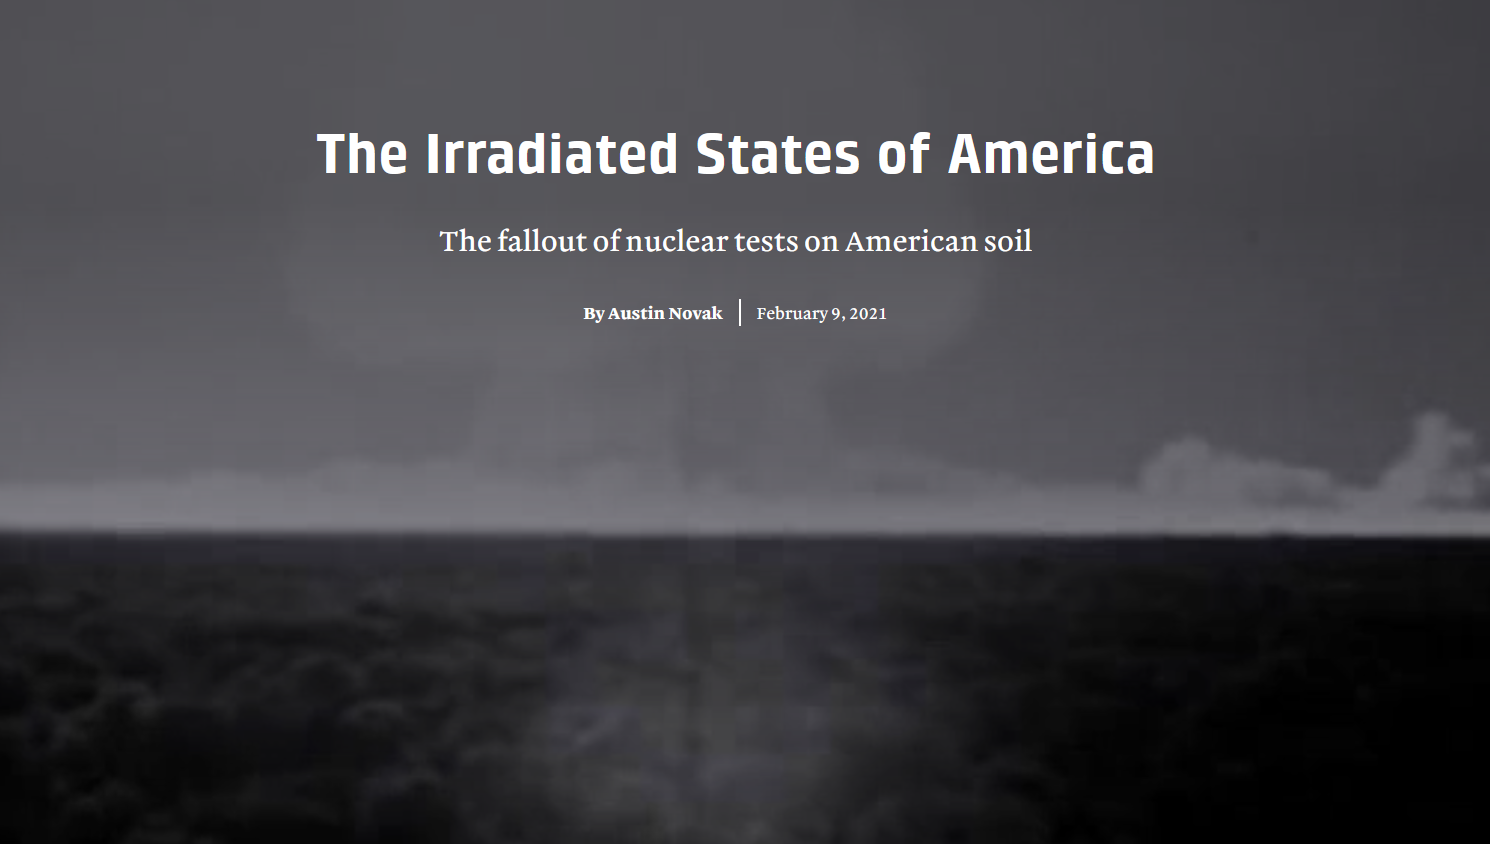 The Irradiated States of America
The fallout of nuclear tests on American soil
By Austin Novak | February 9, 2021